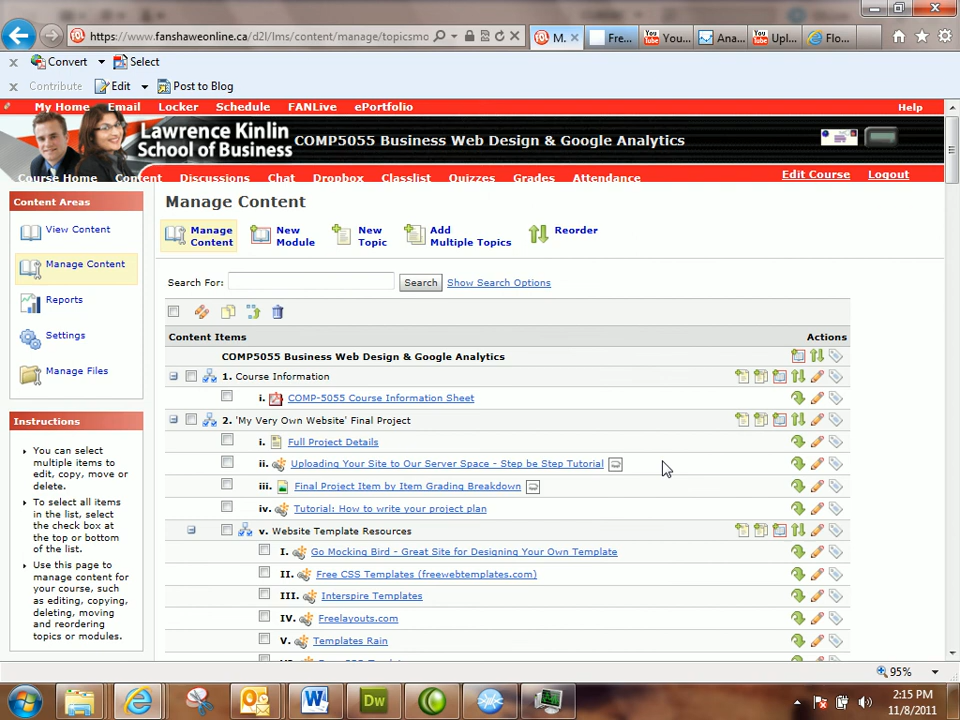 https://www.fanshaweonline.ca/d2l/lms/content/manage/topicsmo
M.
Fre...
You...
Ana...
Upl...
Flo...
Convert
Select
Contribute
Edit
Post to Blog
My Home
Email
Locker
Schedule
FANLive
ePortfolio
Help
Lawrence Kinlin
School of Business
COMP5055 Business Web Design & Google Analytics
Course Home
Content
Discussions
Chat
Dropbox
Classlist
Quizzes
Grades
Attendance
Edit Course
Logout
Content Areas
View Content
Manage Content
Reports
Settings
Manage Files
Instructions
You can select
multiple items to
edit, copy, move or
delete.
To select all items
in the list, select
the check box at
the top or bottom
of the list.
Use this page to
manage content for
your course, such
as editing, copying,
deleting, moving
and reordering
topics or modules.
Manage Content
Manage
Content
New
Module
New
Topic
Add
Multiple Topics
Reorder
Search For:
Search
Show Search Options
Content Items
Actions
COMP5055 Business Web Design & Google Analytics
1. Course Information
i. COMP-5055 Course Information Sheet
2. 'My Very Own Website' Final Project
i. Full Project Details
ii. Uploading Your Site to Our Server Space - Step be Step Tutorial
iii. Final Project Item by Item Grading Breakdown
iv. Tutorial: How to write your project plan
v. Website Template Resources
I. Go Mocking Bird - Great Site for Designing Your Own Template
II. Free CSS Templates (freewebtemplates.com)
III. Interspire Templates
IV. Freelayouts.com
V. Templates Rain
95%
2:15 PM
11/8/2011